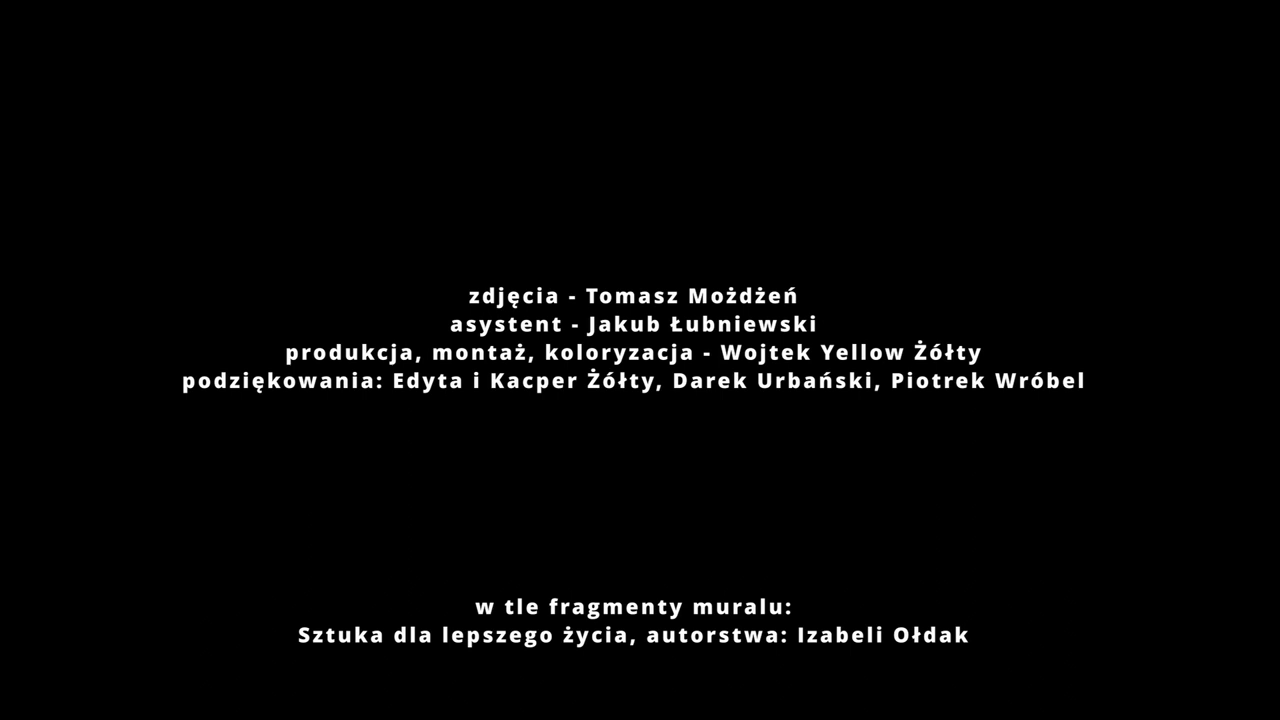 zdjęcia - Tomasz Możdżeń
asystent - Jakub Łubniewski
produkcja, montaż, koloryzacja - Wojtek Yellow Żółty
podziękowania: Edyta i Kacper Żółty, Darek Urbański, Piotrek Wróbel
w tle fragmenty muralu:
Sztuka dla lepszego życia, autorstwa: Izabeli Ołdak